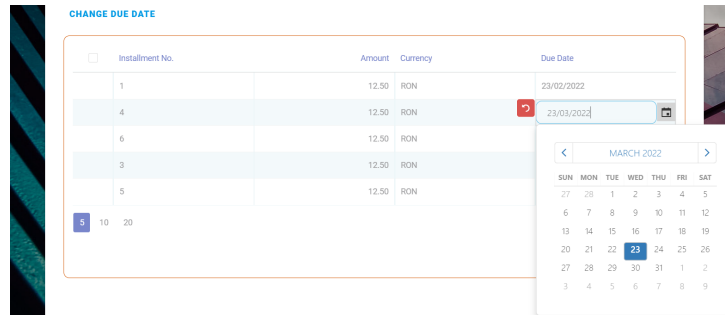 CHANGE DUE DATE
Installment No. Amount Currency Due Date
1 12.50 RON 23/02/2022
4 12.50 RON 23/03/2022
6 12.50 RON
3 12.50 RON
5 12.50 RON
5 10 20
MARCH 2022
SUN MON TUE WED THU FRI SAT
27 28 1 2 3 4 5
6 7 8 9 10 11 12
13 14 15 16 17 18 19
20 21 22 23 24 25 26
27 28 29 30 31 1 2
3 4 5 6 7 8 9